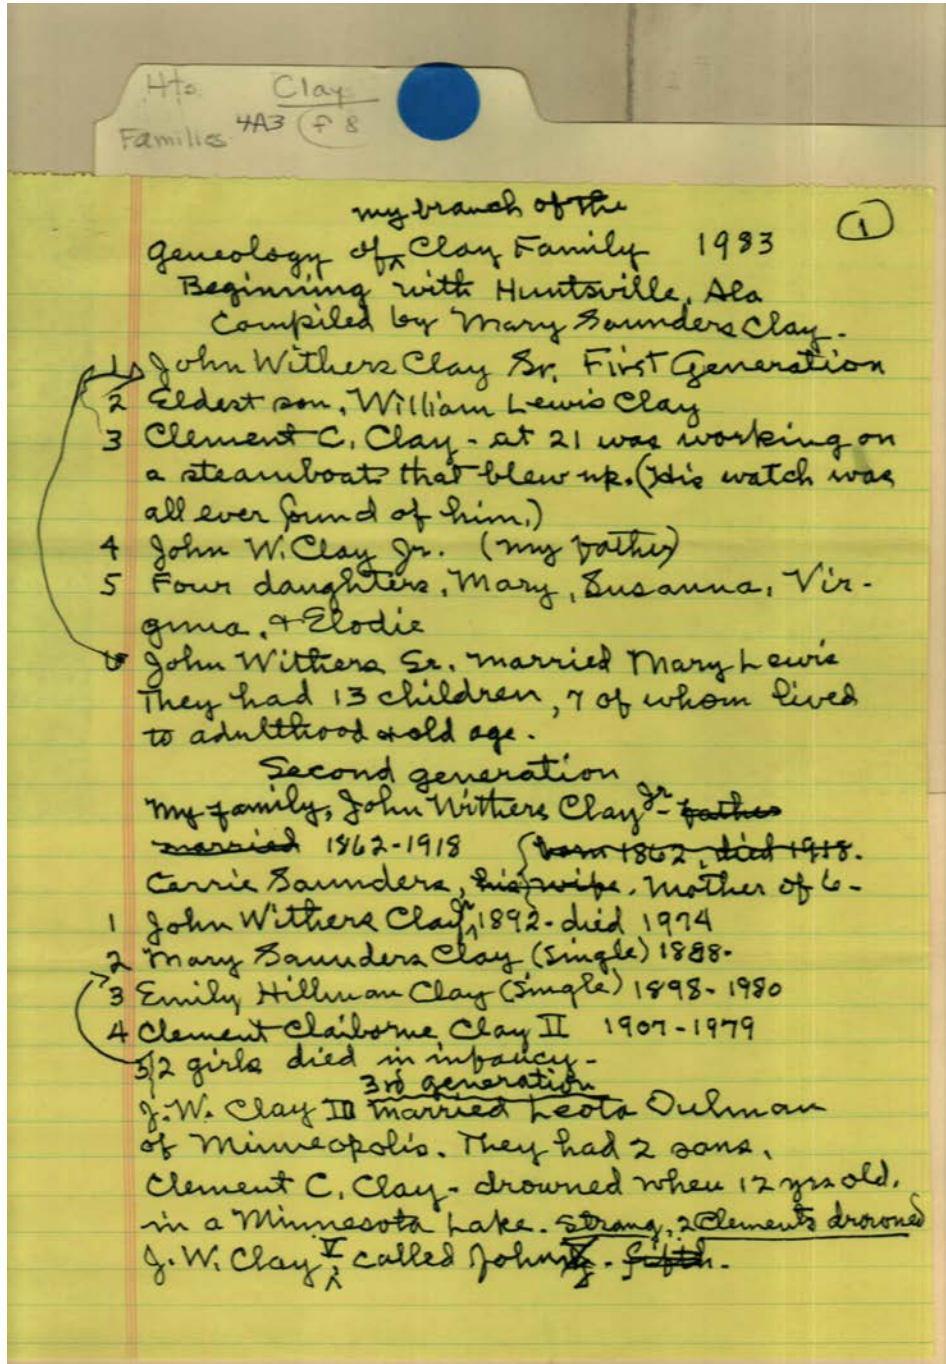 Hts. Clay
Families 4A3 f 8
my branch of the
1
Geneology of ^ Clay Family 1983
Beginning with Huntsville, Ala
Compiled by Mary Saunders Clay.
1 John Withers Clay Sr. First Generation
2 Eldest son, William Lewis Clay
3 Clement C. Clay - at 21 was working on
a steamboat that blew up. (His watch was
all ever found of him.)
4 John W. Clay Jr. (my father)
5 Four daughters, Mary, Susanna, Vir-
ginia, & Elodie
John Withers Sr. married Mary Lewis
They had 13 children, 7 of whom lived
to adulthood & old age.
Second generation
My family, John Withers Clay Jr - father
married 1862-1918 (born 1862, died 1918.
Carrie Saunders, his wife. Mother of 6-
1 John Withers Clay 1892- died 1974
2 Mary Saunders Clay (Single) 1888-
3 Emily Hillman Clay (Single) 1898-1980
4 Clement Claiborne Clay II 1907-1979
5/2 girls died in infancy-
3rd generation
J.W. Clay III married Leota Oulman
of Minneopolis. They had 2 sons,
Clement C. Clay - drowned when 12 yrs old,
in a Minnesota Lake. Strang, 2 Clements drowned
J.W. Clay V ^ called John. fifth.